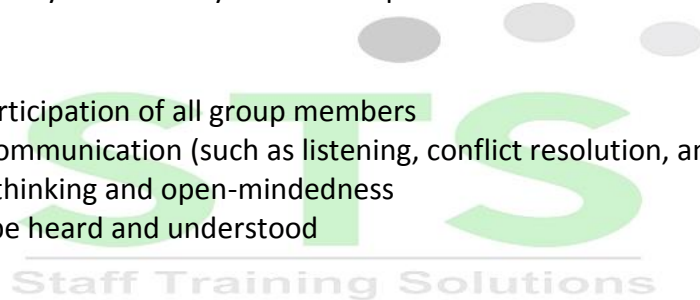 rticipation of all group members
ommunication (such as listening, conflict resolution, an
thinking and open-mindedness
be heard and understood
STS
Staff Training Solutions